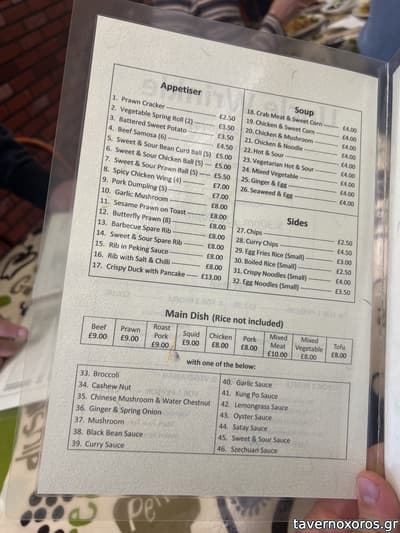 Appetiser
1. Prawn Cracker £2.50
2. Vegetable Spring Roll (2) £3.50
3. Battered Sweet Potato £3.50
4. Beef Samosa (6) £4.50
5. Sweet & Sour Bean Curd Ball (5) £5.00
6. Sweet & Sour Chicken Ball (5) £5.00
7. Sweet & Sour Prawn Ball (5) £5.50
8. Spicy Chicken Wing (4) £7.00
9. Pork Dumpling (5) £7.00
10. Garlic Mushroom £8.00
11. Sesame Prawn on Toast £8.00
12. Butterfly Prawn (8) £8.00
13. Barbecue Spare Rib £8.00
14. Sweet & Sour Spare Rib £8.00
15. Rib in Peking Sauce £8.00
16. Rib with Salt & Chilli £8.00
17. Crispy Duck with Pancake £13.00
Soup
18. Crab Meat & Sweet Corn £4.00
19. Chicken & Sweet Corn £4.00
20. Chicken & Mushroom £4.00
21. Chicken & Noodle £4.00
22. Hot & Sour £4.00
23. Vegetarian Hot & Sour £4.00
24. Mixed Vegetable £4.00
25. Ginger & Egg £4.00
26. Seaweed & Egg £4.00
Sides
27. Chips £2.50
28. Curry Chips £4.50
29. Egg Fries Rice (Small) £3.00
30. Boiled Rice (Small) £2.50
31. Crispy Noodles (Small) £4.00
32. Egg Noodles (Small) £3.50
Main Dish (Rice not included)
Beef £9.00
Prawn £9.00
Roast Pork £9.00
Squid £9.00
Chicken £8.00
Pork £8.00
Mixed Meat £10.00
Mixed Vegetable £8.00
Tofu £8.00
with one of the below:
33. Broccoli
34. Cashew Nut
35. Chinese Mushroom & Water Chestnut
36. Ginger & Spring Onion
37. Mushroom
38. Black Bean Sauce
39. Curry Sauce
40. Garlic Sauce
41. Kung Po Sauce
42. Lemongrass Sauce
43. Oyster Sauce
44. Satay Sauce
45. Sweet & Sour Sauce
46. Szechuan Sauce
tavernoxoros.gr